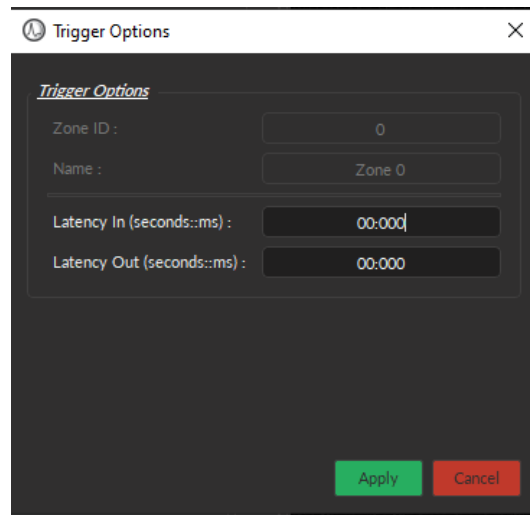 Trigger Options
Trigger Options
Zone ID : 0
Name : Zone 0
Latency In (seconds::ms) : 00:000
Latency Out (seconds::ms) : 00:000
Apply Cancel